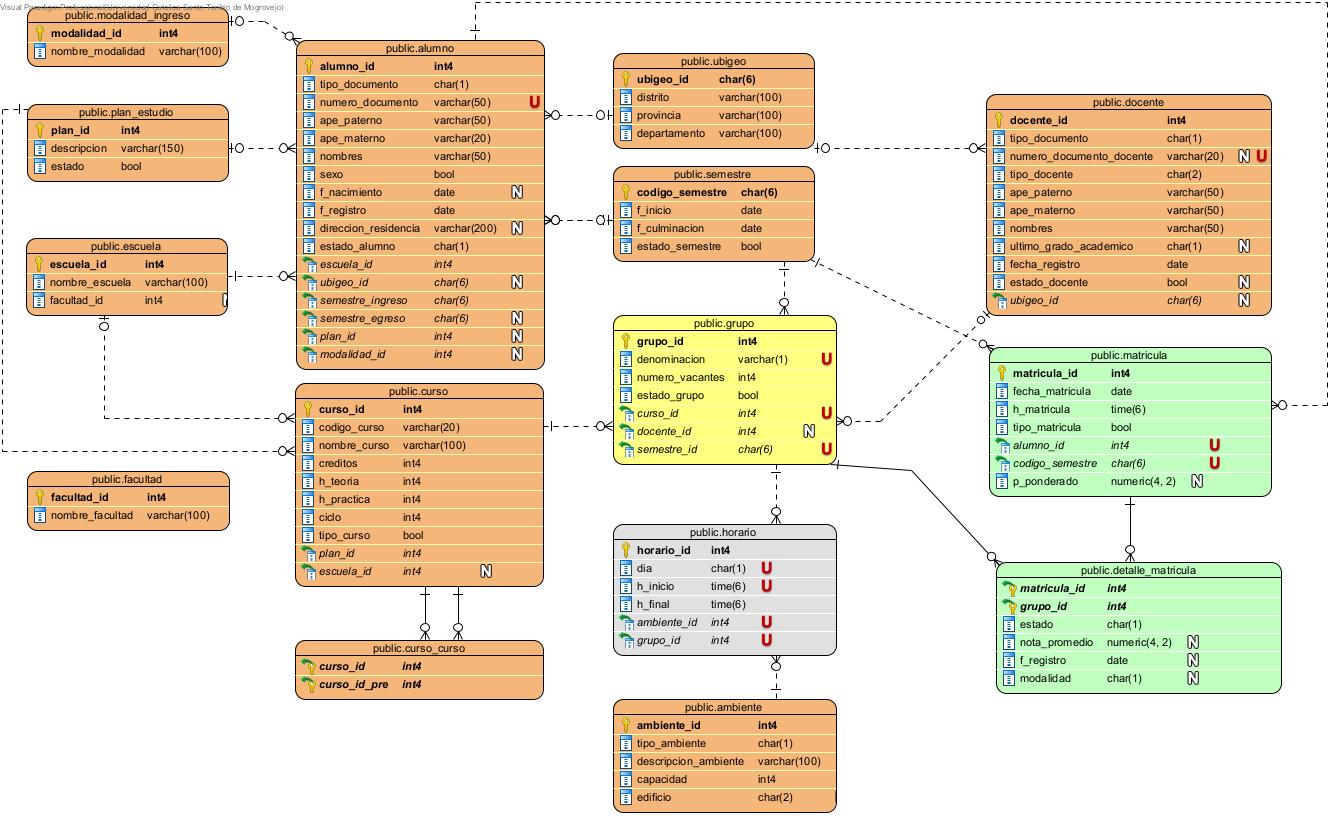 Visual Paradigm Professional(Universidad Catolica Santo Toribio de Mogrovejo)
public.modalidad_ingreso
modalidad_id int4
nombre_modalidad varchar(100)
public.plan_estudio
plan_id int4
descripcion varchar(150)
estado bool
public.escuela
escuela_id int4
nombre_escuela varchar(100)
facultad_id int4
public.facultad
facultad_id int4
nombre_facultad varchar(100)
public.alumno
alumno_id int4
tipo_documento char(1)
numero_documento varchar(50) U
ape_paterno varchar(50)
ape_materno varchar(20)
nombres varchar(50)
sexo bool
f_nacimiento date N
f_registro date
direccion_residencia varchar(200) N
estado_alumno char(1)
escuela_id int4
ubigeo_id char(6) N
semestre_ingreso char(6)
semestre_egreso char(6) N
plan_id int4 N
modalidad_id int4 N
public.curso
curso_id int4
codigo_curso varchar(20)
nombre_curso varchar(100)
creditos int4
h_teoria int4
h_practica int4
ciclo int4
tipo_curso bool
plan_id int4
escuela_id int4 N
public.curso_curso
curso_id int4
curso_id_pre int4
public.ubigeo
ubigeo_id char(6)
distrito varchar(100)
provincia varchar(100)
departamento varchar(100)
public.semestre
codigo_semestre char(6)
f_inicio date
f_culminacion date
estado_semestre bool
public.grupo
grupo_id int4
denominacion varchar(1) U
numero_vacantes int4
estado_grupo bool
curso_id int4 U
docente_id int4 N
semestre_id char(6) U
public.horario
horario_id int4
dia char(1) U
h_inicio time(6) U
h_final time(6)
ambiente_id int4 U
grupo_id int4 U
public.ambiente
ambiente_id int4
tipo_ambiente char(1)
descripcion_ambiente varchar(100)
capacidad int4
edificio char(2)
public.docente
docente_id int4
tipo_documento char(1)
numero_documento_docente varchar(20) N U
tipo_docente char(2)
ape_paterno varchar(50)
ape_materno varchar(50)
nombres varchar(50)
ultimo_grado_academico char(1) N
fecha_registro date
estado_docente bool N
ubigeo_id char(6) N
public.matricula
matricula_id int4
fecha_matricula date
h_matricula time(6)
tipo_matricula bool
alumno_id int4 U
codigo_semestre char(6) U
p_ponderado numeric(4, 2) N
public.detalle_matricula
matricula_id int4
grupo_id int4
estado char(1)
nota_promedio numeric(4, 2) N
f_registro date N
modalidad char(1) N